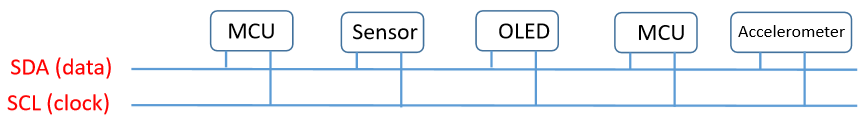 MCU
Sensor
OLED
MCU
Accelerometer
SDA (data)
SCL (clock)